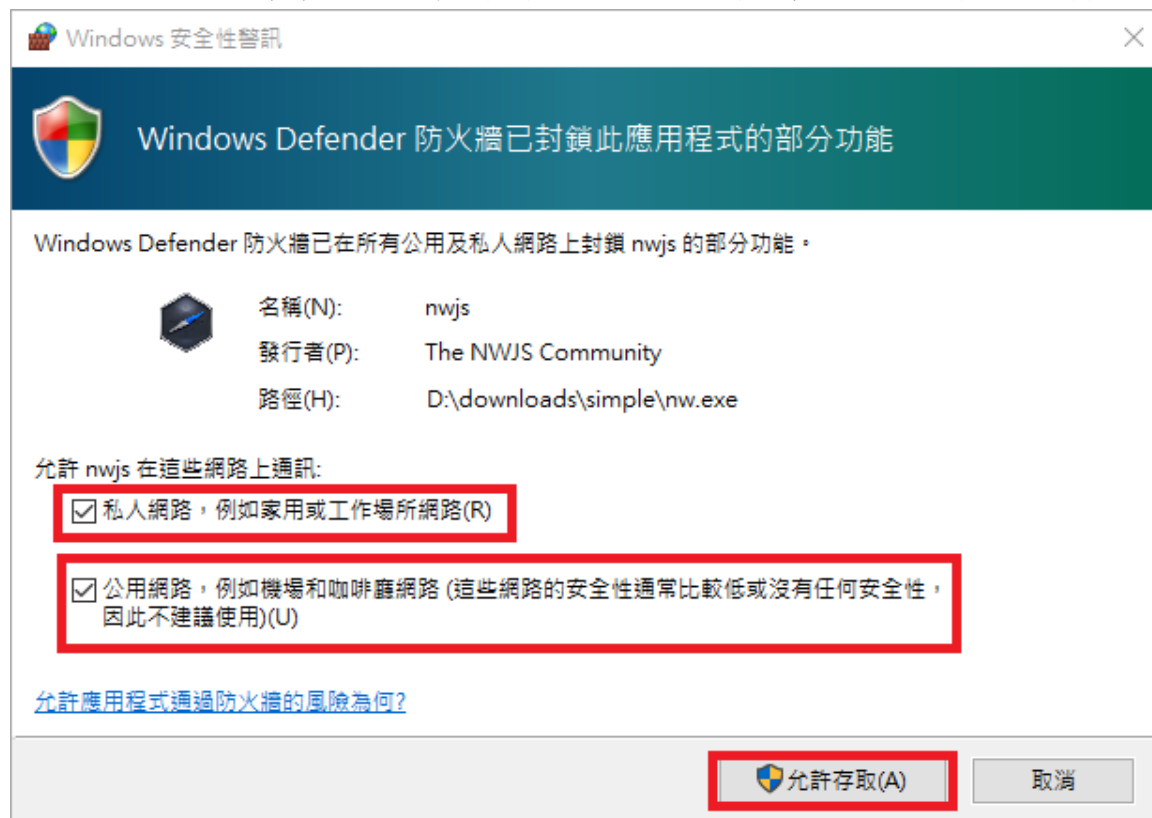 Windows 安全性警訊
Windows Defender 防火牆已封鎖此應用程式的部分功能
Windows Defender 防火牆已在所有公用及私人網路上封鎖 nwjs 的部分功能。
名稱(N): nwjs
發行者(P): The NWJS Community
路徑(H): D:\downloads\simple\nw.exe
允許 nwjs 在這些網路上通訊:
私人網路，例如家用或工作場所網路(R)
公用網路，例如機場和咖啡廳網路 (這些網路的安全性通常比較低或沒有任何安全性，
因此不建議使用)(U)
允許應用程式通過防火牆的風險為何?
允許存取(A) 取消